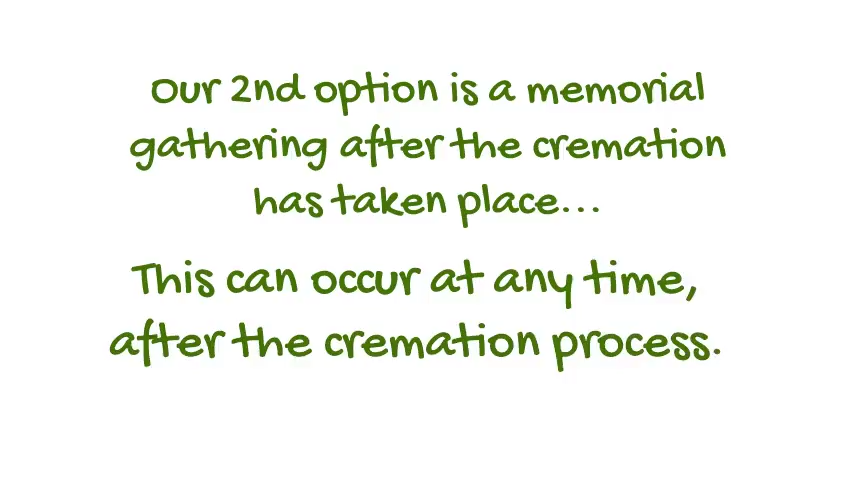 Our 2nd option is a memorial
gathering after the cremation
has taken place...
This can occur at any time,
after the cremation process.